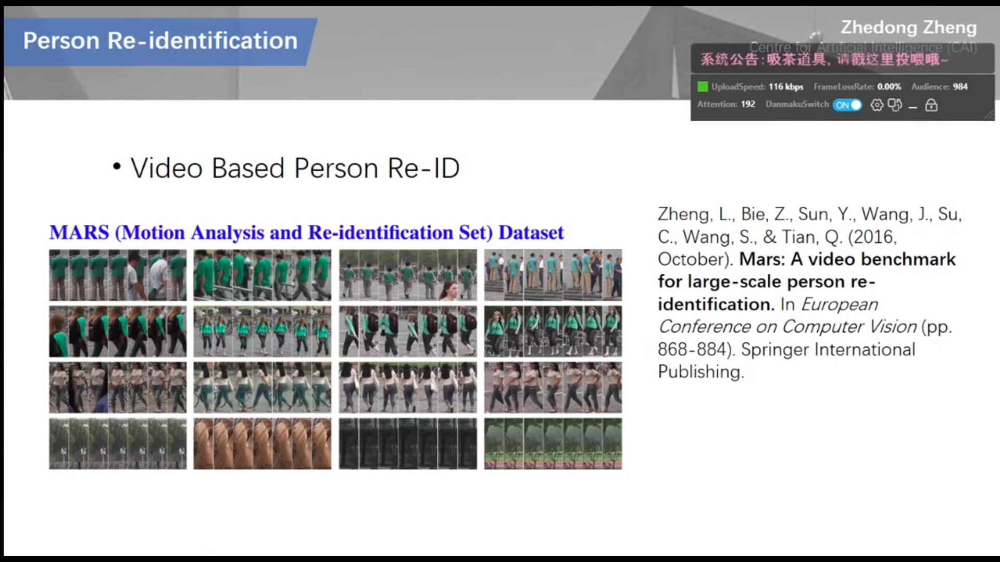 Person Re-identification
Zhedong Zheng
Centre for Artificial Intelligence (CAI)
系统公告:吸茶道具, 请戳这里投喂哦~
UploadSpeed: 116 kbps FrameLossRate: 0.00% Audience: 984
Attention: 192 DanmakuSwitch ON
• Video Based Person Re-ID
MARS (Motion Analysis and Re-identification Set) Dataset
Zheng, L., Bie, Z., Sun, Y., Wang, J., Su,
C., Wang, S., & Tian, Q. (2016,
October). Mars: A video benchmark
for large-scale person re-
identification. In European
Conference on Computer Vision (pp.
868-884). Springer International
Publishing.